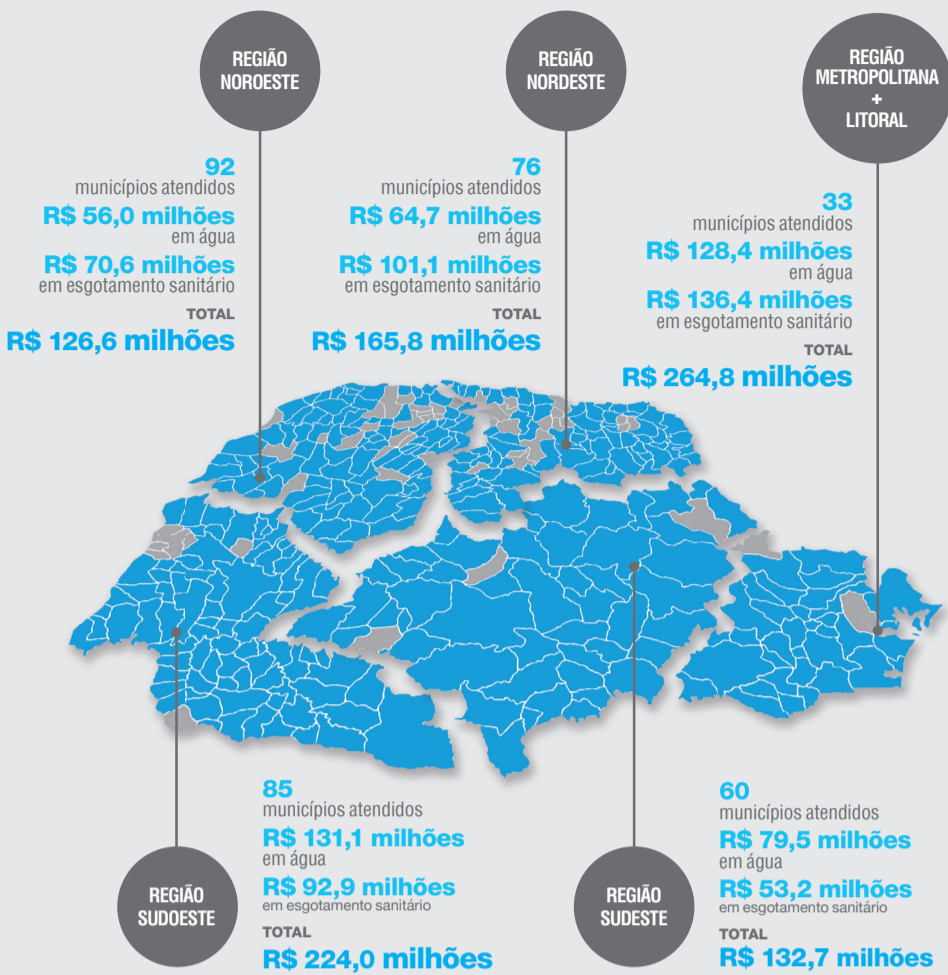 REGIÃO
NOROESTE
92
municípios atendidos
R$ 56,0 milhões
em água
R$ 70,6 milhões
em esgotamento sanitário
TOTAL
R$ 126,6 milhões
REGIÃO
NORDESTE
76
municípios atendidos
R$ 64,7 milhões
em água
R$ 101,1 milhões
em esgotamento sanitário
TOTAL
R$ 165,8 milhões
REGIÃO
METROPOLITANA
+
LITORAL
33
municípios atendidos
R$ 128,4 milhões
em água
R$ 136,4 milhões
em esgotamento sanitário
TOTAL
R$ 264,8 milhões
REGIÃO
SUDOESTE
85
municípios atendidos
R$ 131,1 milhões
em água
R$ 92,9 milhões
em esgotamento sanitário
TOTAL
R$ 224,0 milhões
REGIÃO
SUDESTE
60
municípios atendidos
R$ 79,5 milhões
em água
R$ 53,2 milhões
em esgotamento sanitário
TOTAL
R$ 132,7 milhões